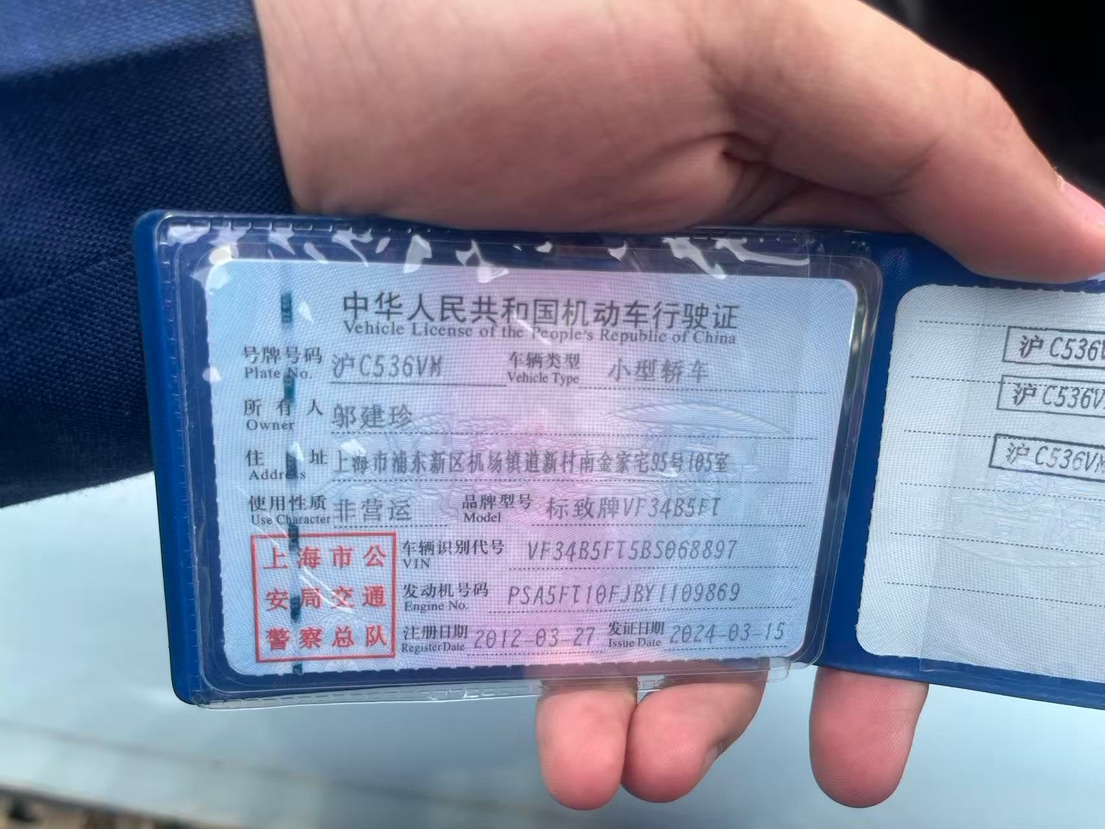 中华人民共和国机动车行驶证
Vehicle License of the People's Republic of China
号牌号码 沪C536VM 车辆类型 小型轿车
Plate No. Vehicle Type
所有人 邬建珍
Owner
住址 上海市浦东新区机场镇道新村南金家宅95号105室
Address
使用性质 非营运 品牌型号 标致牌VF34B5FT
Use Character Model
车辆识别代号 VF34B5FT5BS068897
VIN
发动机号码 PSA5FT10FJBY1109869
Engine No.
注册日期 2012-03-27 发证日期 2024-03-15
Register Date Issue Date
上海市公
安局交通
警察总队
沪C536V
沪C536V
沪C536VM